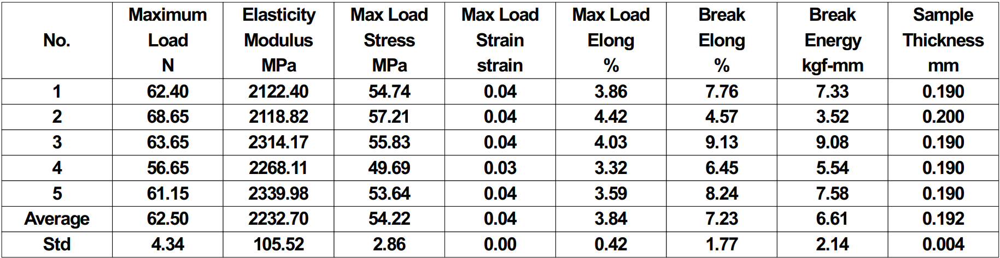 No. Maximum Load N Elasticity Modulus MPa Max Load Stress MPa Max Load Strain strain Max Load Elong % Break Elong % Break Energy kgf-mm Sample Thickness mm
1 62.40 2122.40 54.74 0.04 3.86 7.76 7.33 0.190
2 68.65 2118.82 57.21 0.04 4.42 4.57 3.52 0.200
3 63.65 2314.17 55.83 0.04 4.03 9.13 9.08 0.190
4 56.65 2268.11 49.69 0.03 3.32 6.45 5.54 0.190
5 61.15 2339.98 53.64 0.04 3.59 8.24 7.58 0.190
Average 62.50 2232.70 54.22 0.04 3.84 7.23 6.61 0.192
Std 4.34 105.52 2.86 0.00 0.42 1.77 2.14 0.004